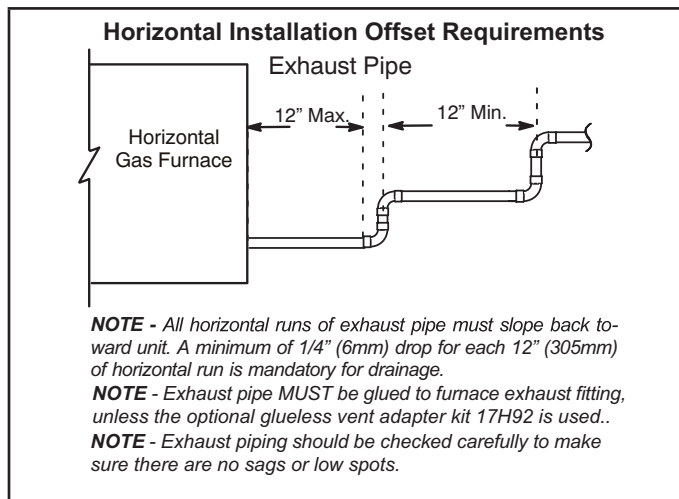 Horizontal Installation Offset Requirements
Exhaust Pipe
12” Max.
12” Min.
Horizontal
Gas Furnace
NOTE - All horizontal runs of exhaust pipe must slope back to-
ward unit. A minimum of 1/4” (6mm) drop for each 12” (305mm)
of horizontal run is mandatory for drainage.
NOTE - Exhaust pipe MUST be glued to furnace exhaust fitting,
unless the optional glueless vent adapter kit 17H92 is used..
NOTE - Exhaust piping should be checked carefully to make
sure there are no sags or low spots.